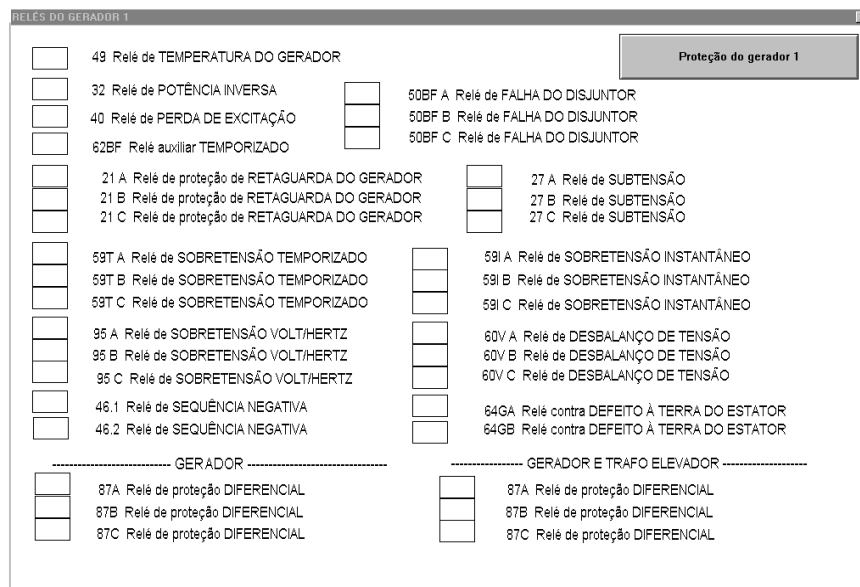 RELÉS DO GERADOR 1
Proteção do gerador 1
49 Relé de TEMPERATURA DO GERADOR
32 Relé de POTÊNCIA INVERSA
40 Relé de PERDA DE EXCITAÇÃO
62BF Relé auxiliar TEMPORIZADO
50BF A Relé de FALHA DO DISJUNTOR
50BF B Relé de FALHA DO DISJUNTOR
50BF C Relé de FALHA DO DISJUNTOR
21 A Relé de proteção de RETAGUARDA DO GERADOR
21 B Relé de proteção de RETAGUARDA DO GERADOR
21 C Relé de proteção de RETAGUARDA DO GERADOR
27 A Relé de SUBTENSÃO
27 B Relé de SUBTENSÃO
27 C Relé de SUBTENSÃO
59T A Relé de SOBRETENSÃO TEMPORIZADO
59T B Relé de SOBRETENSÃO TEMPORIZADO
59T C Relé de SOBRETENSÃO TEMPORIZADO
59I A Relé de SOBRETENSÃO INSTANTÂNEO
59I B Relé de SOBRETENSÃO INSTANTÂNEO
59I C Relé de SOBRETENSÃO INSTANTÂNEO
95 A Relé de SOBRETENSÃO VOLT/HERTZ
95 B Relé de SOBRETENSÃO VOLT/HERTZ
95 C Relé de SOBRETENSÃO VOLT/HERTZ
60V A Relé de DESBALANÇO DE TENSÃO
60V B Relé de DESBALANÇO DE TENSÃO
60V C Relé de DESBALANÇO DE TENSÃO
46.1 Relé de SEQUÊNCIA NEGATIVA
46.2 Relé de SEQUÊNCIA NEGATIVA
64GA Relé contra DEFEITO À TERRA DO ESTATOR
64GB Relé contra DEFEITO À TERRA DO ESTATOR
GERADOR
87A Relé de proteção DIFERENCIAL
87B Relé de proteção DIFERENCIAL
87C Relé de proteção DIFERENCIAL
GERADOR E TRAFO ELEVADOR
87A Relé de proteção DIFERENCIAL
87B Relé de proteção DIFERENCIAL
87C Relé de proteção DIFERENCIAL